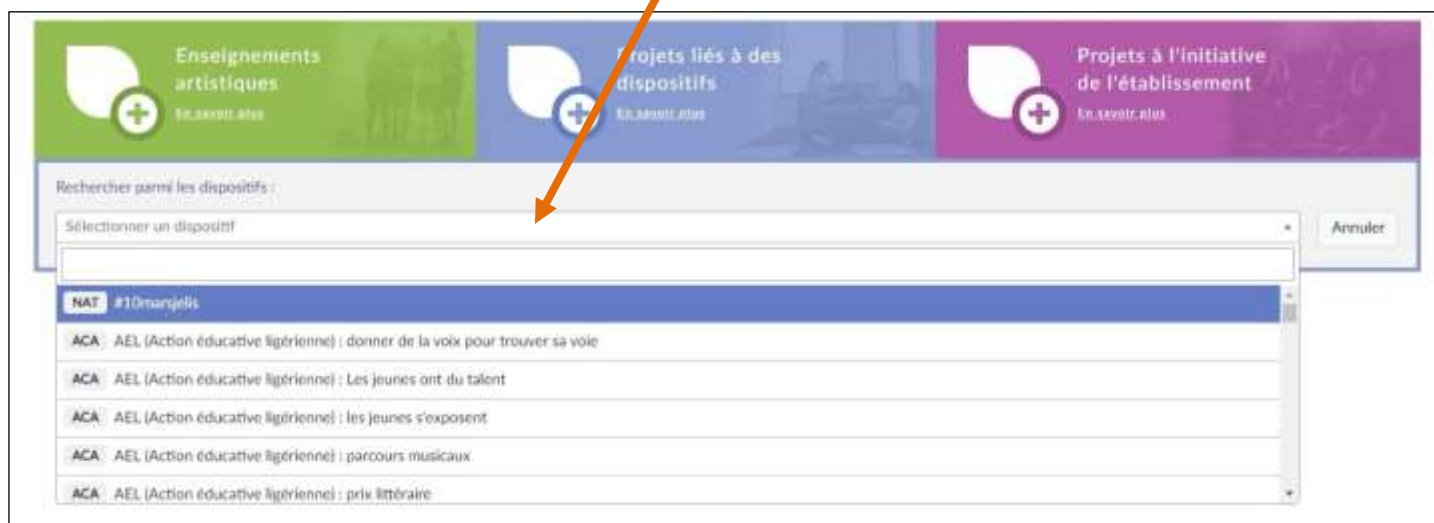 Enseignements
artistiques
En savoir plus
Projets liés à des
dispositifs
En savoir plus
Projets à l'initiative
de l'établissement
En savoir plus
Rechercher parmi les dispositifs :
Sélectionner un dispositif
Annuler
NAT #10marsjelis
ACA AEL (Action éducative ligérienne) : donner de la voix pour trouver sa voie
ACA AEL (Action éducative ligérienne) : Les jeunes ont du talent
ACA AEL (Action éducative ligérienne) : les jeunes s'exposent
ACA AEL (Action éducative ligérienne) : parcours musicaux
ACA AEL (Action éducative ligérienne) : prix littéraire